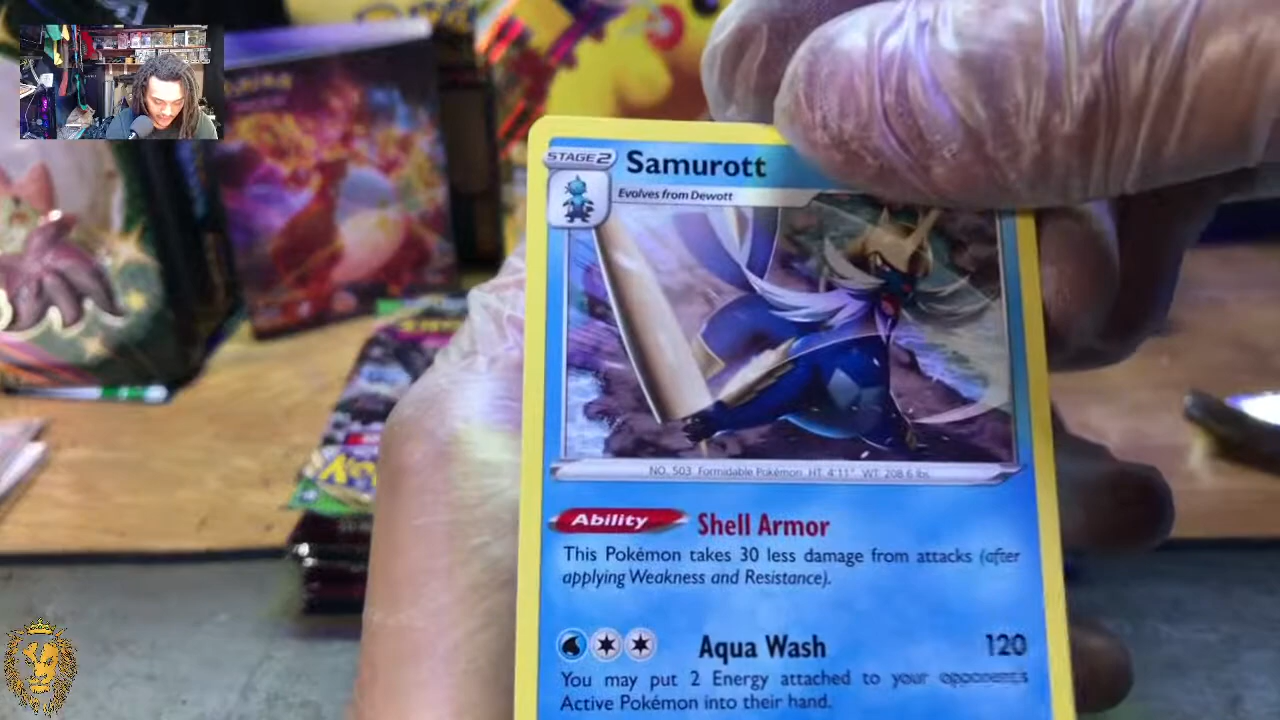 STAGE 2
Samurott
Evolves from Dewott
NO. 503 Formidable Pokémon HT: 4'11" WT: 208.6 lbs
Ability Shell Armor
This Pokémon takes 30 less damage from attacks (after
applying Weakness and Resistance).
Aqua Wash 120
You may put 2 Energy attached to your opponents
Active Pokémon into their hand.